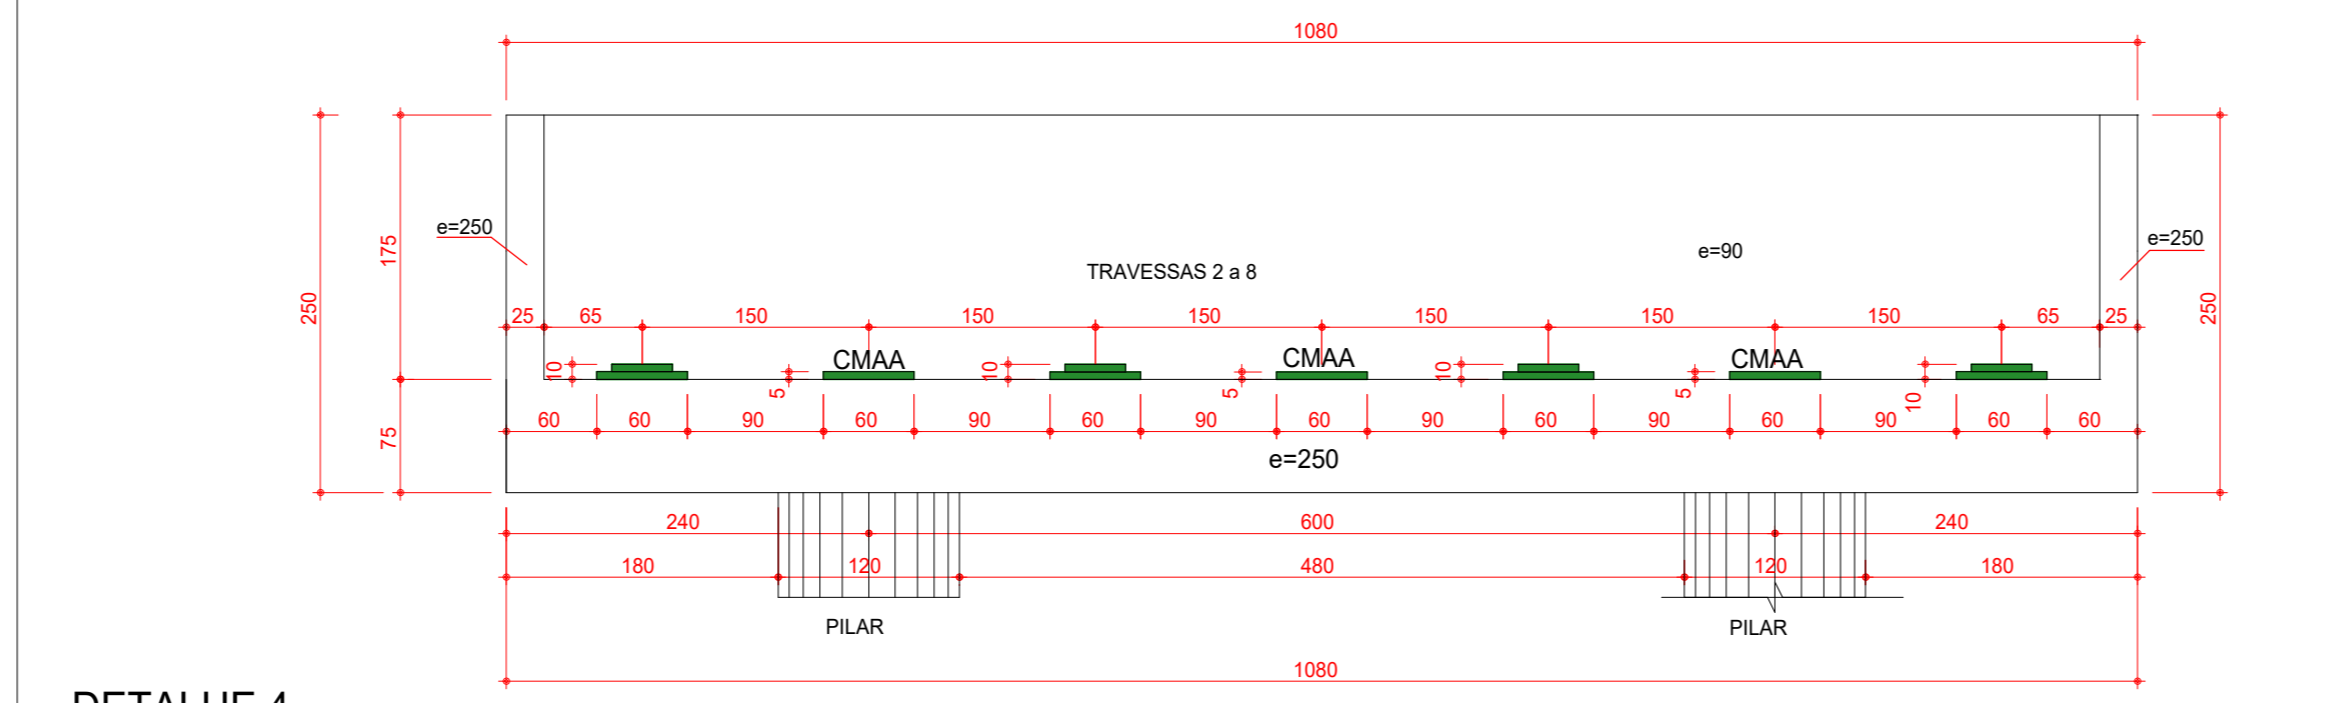 1080
e=250
175
250
TRAVESSAS 2 a 8
e=90
e=250
250
25 65 150 150 150 150 150 150 65 25
10 5 CMAA 10 5 CMAA 10 5 CMAA 10
75
60 60 90 60 90 60 90 60 90 60 90 60 90 60 60
e=250
240 600 240
180 120 480 120 180
PILAR PILAR
1080
DETALHE 4